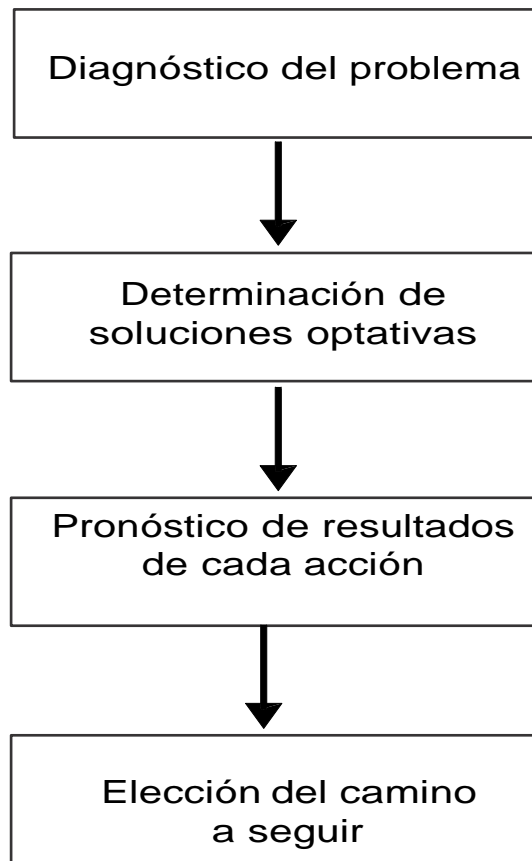 Diagnóstico del problema
Determinación de
soluciones optativas
Pronóstico de resultados
de cada acción
Elección del camino
a seguir